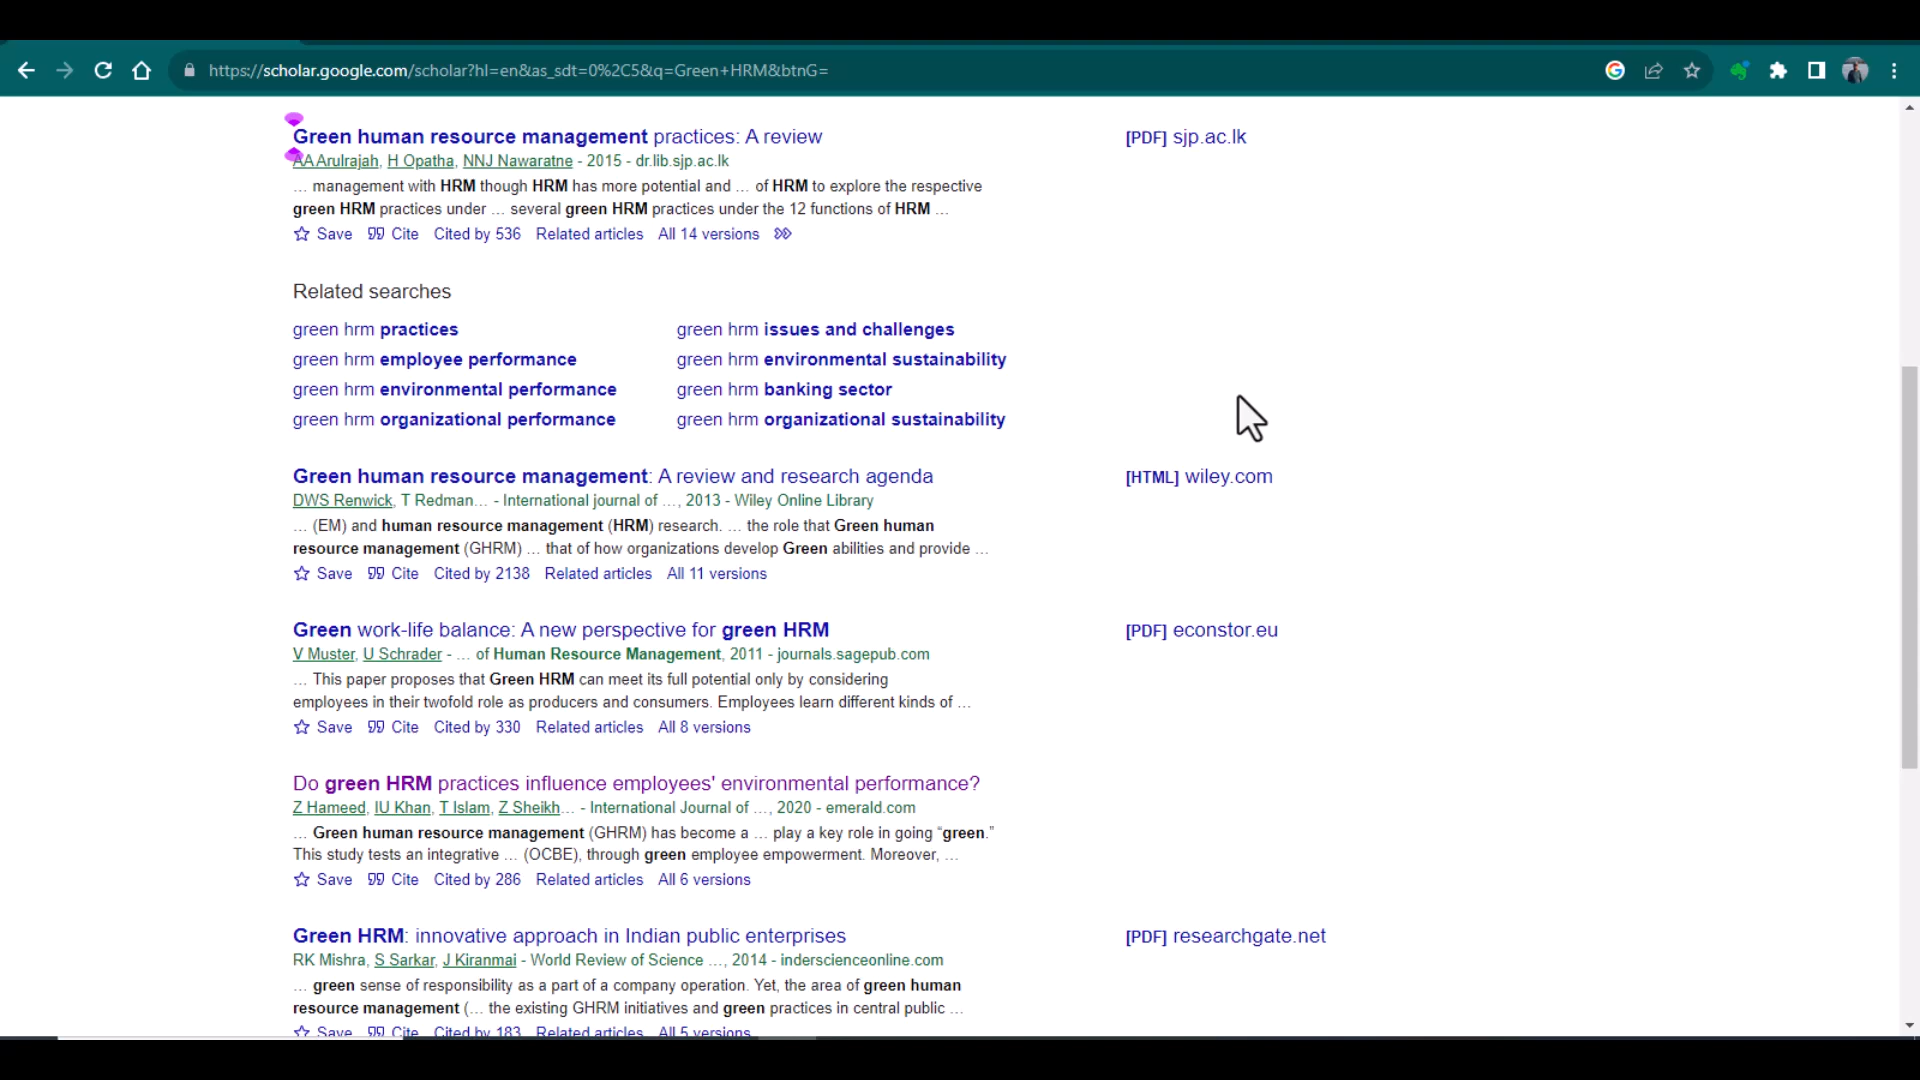 https://scholar.google.com/scholar?hl=en&as_sdt=0%2C5&q=Green+HRM&btnG=
Green human resource management practices: A review
[PDF] sjp.ac.lk
AA Arulrajah, H Opatha, NNJ Nawaratne - 2015 - dr.lib.sjp.ac.lk
... management with HRM though HRM has more potential and ... of HRM to explore the respective
green HRM practices under ... several green HRM practices under the 12 functions of HRM ...
Save Cite Cited by 536 Related articles All 14 versions
Related searches
green hrm practices
green hrm issues and challenges
green hrm employee performance
green hrm environmental sustainability
green hrm environmental performance
green hrm banking sector
green hrm organizational performance
green hrm organizational sustainability
Green human resource management: A review and research agenda
[HTML] wiley.com
DWS Renwick, T Redman... - International journal of ..., 2013 - Wiley Online Library
... (EM) and human resource management (HRM) research. ... the role that Green human
resource management (GHRM) ... that of how organizations develop Green abilities and provide ...
Save Cite Cited by 2138 Related articles All 11 versions
Green work-life balance: A new perspective for green HRM
[PDF] econstor.eu
V Muster, U Schrader - ... of Human Resource Management, 2011 - journals.sagepub.com
... This paper proposes that Green HRM can meet its full potential only by considering
employees in their twofold role as producers and consumers. Employees learn different kinds of ...
Save Cite Cited by 330 Related articles All 8 versions
Do green HRM practices influence employees' environmental performance?
Z Hameed, IU Khan, T Islam, Z Sheikh... - International Journal of ..., 2020 - emerald.com
... Green human resource management (GHRM) has become a ... play a key role in going “green.”
This study tests an integrative ... (OCBE), through green employee empowerment. Moreover, ...
Save Cite Cited by 286 Related articles All 6 versions
Green HRM: innovative approach in Indian public enterprises
[PDF] researchgate.net
RK Mishra, S Sarkar, J Kiranmai - World Review of Science ..., 2014 - inderscienceonline.com
... green sense of responsibility as a part of a company operation. Yet, the area of green human
resource management (... the existing GHRM initiatives and green practices in central public ...
Save Cite Cited by 183 Related articles All 5 versions